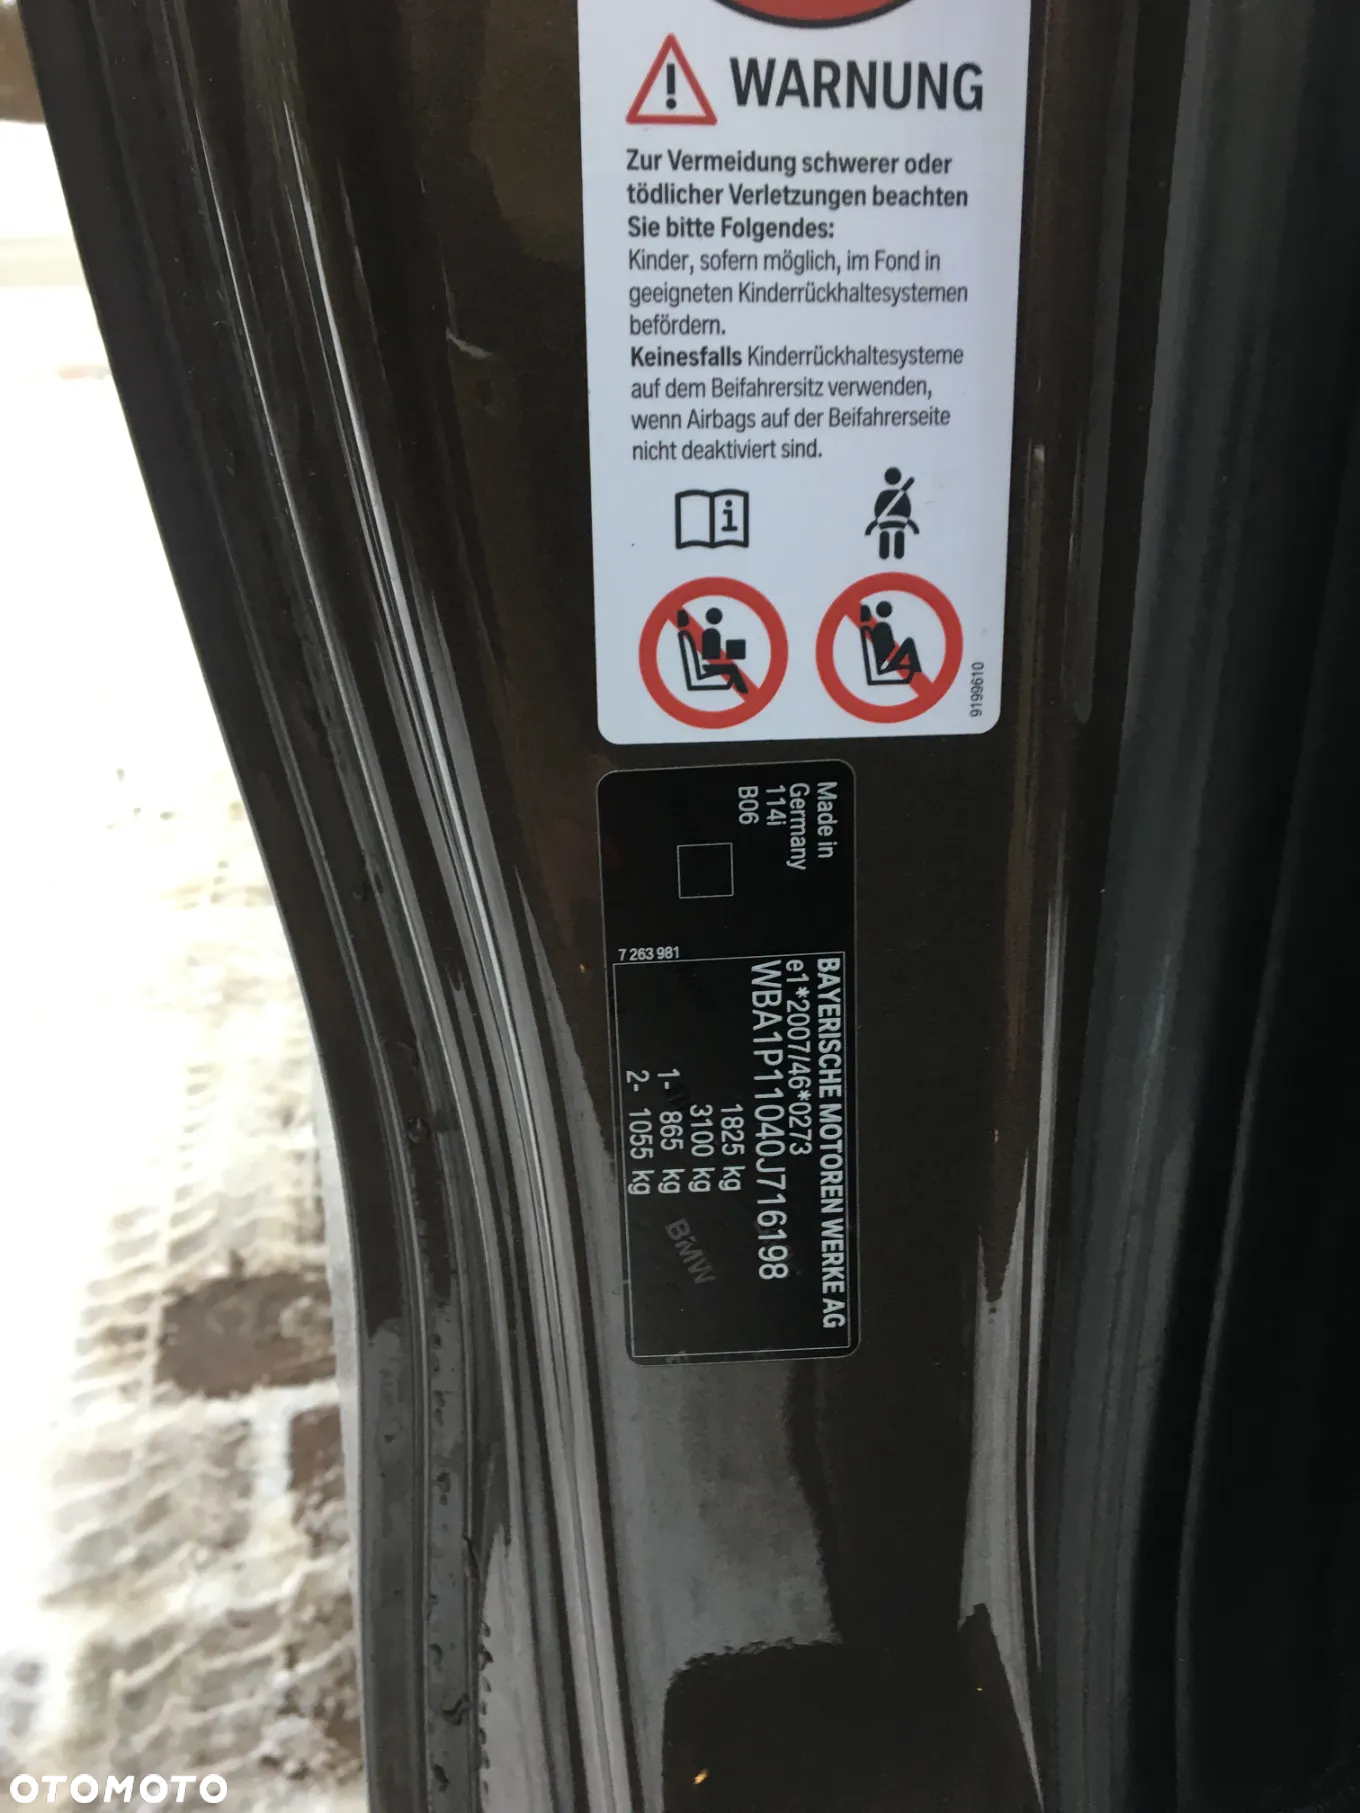 WARNUNG
Zur Vermeidung schwerer oder
tödlicher Verletzungen beachten
Sie bitte Folgendes:
Kinder, sofern möglich, im Fond in
geeigneten Kinderrückhaltesystemen
befördern.
Keinesfalls Kinderrückhaltesysteme
auf dem Beifahrersitz verwenden,
wenn Airbags auf der Beifahrerseite
nicht deaktiviert sind.
9199610
Made in
Germany
114i
B06
7 263 981
BAYERISCHE MOTOREN WERKE AG
e1*2007/46*0273
WBA1P11040J716198
1825 kg
3100 kg
1- 865 kg
2- 1055 kg
BMW
OTOMOTO